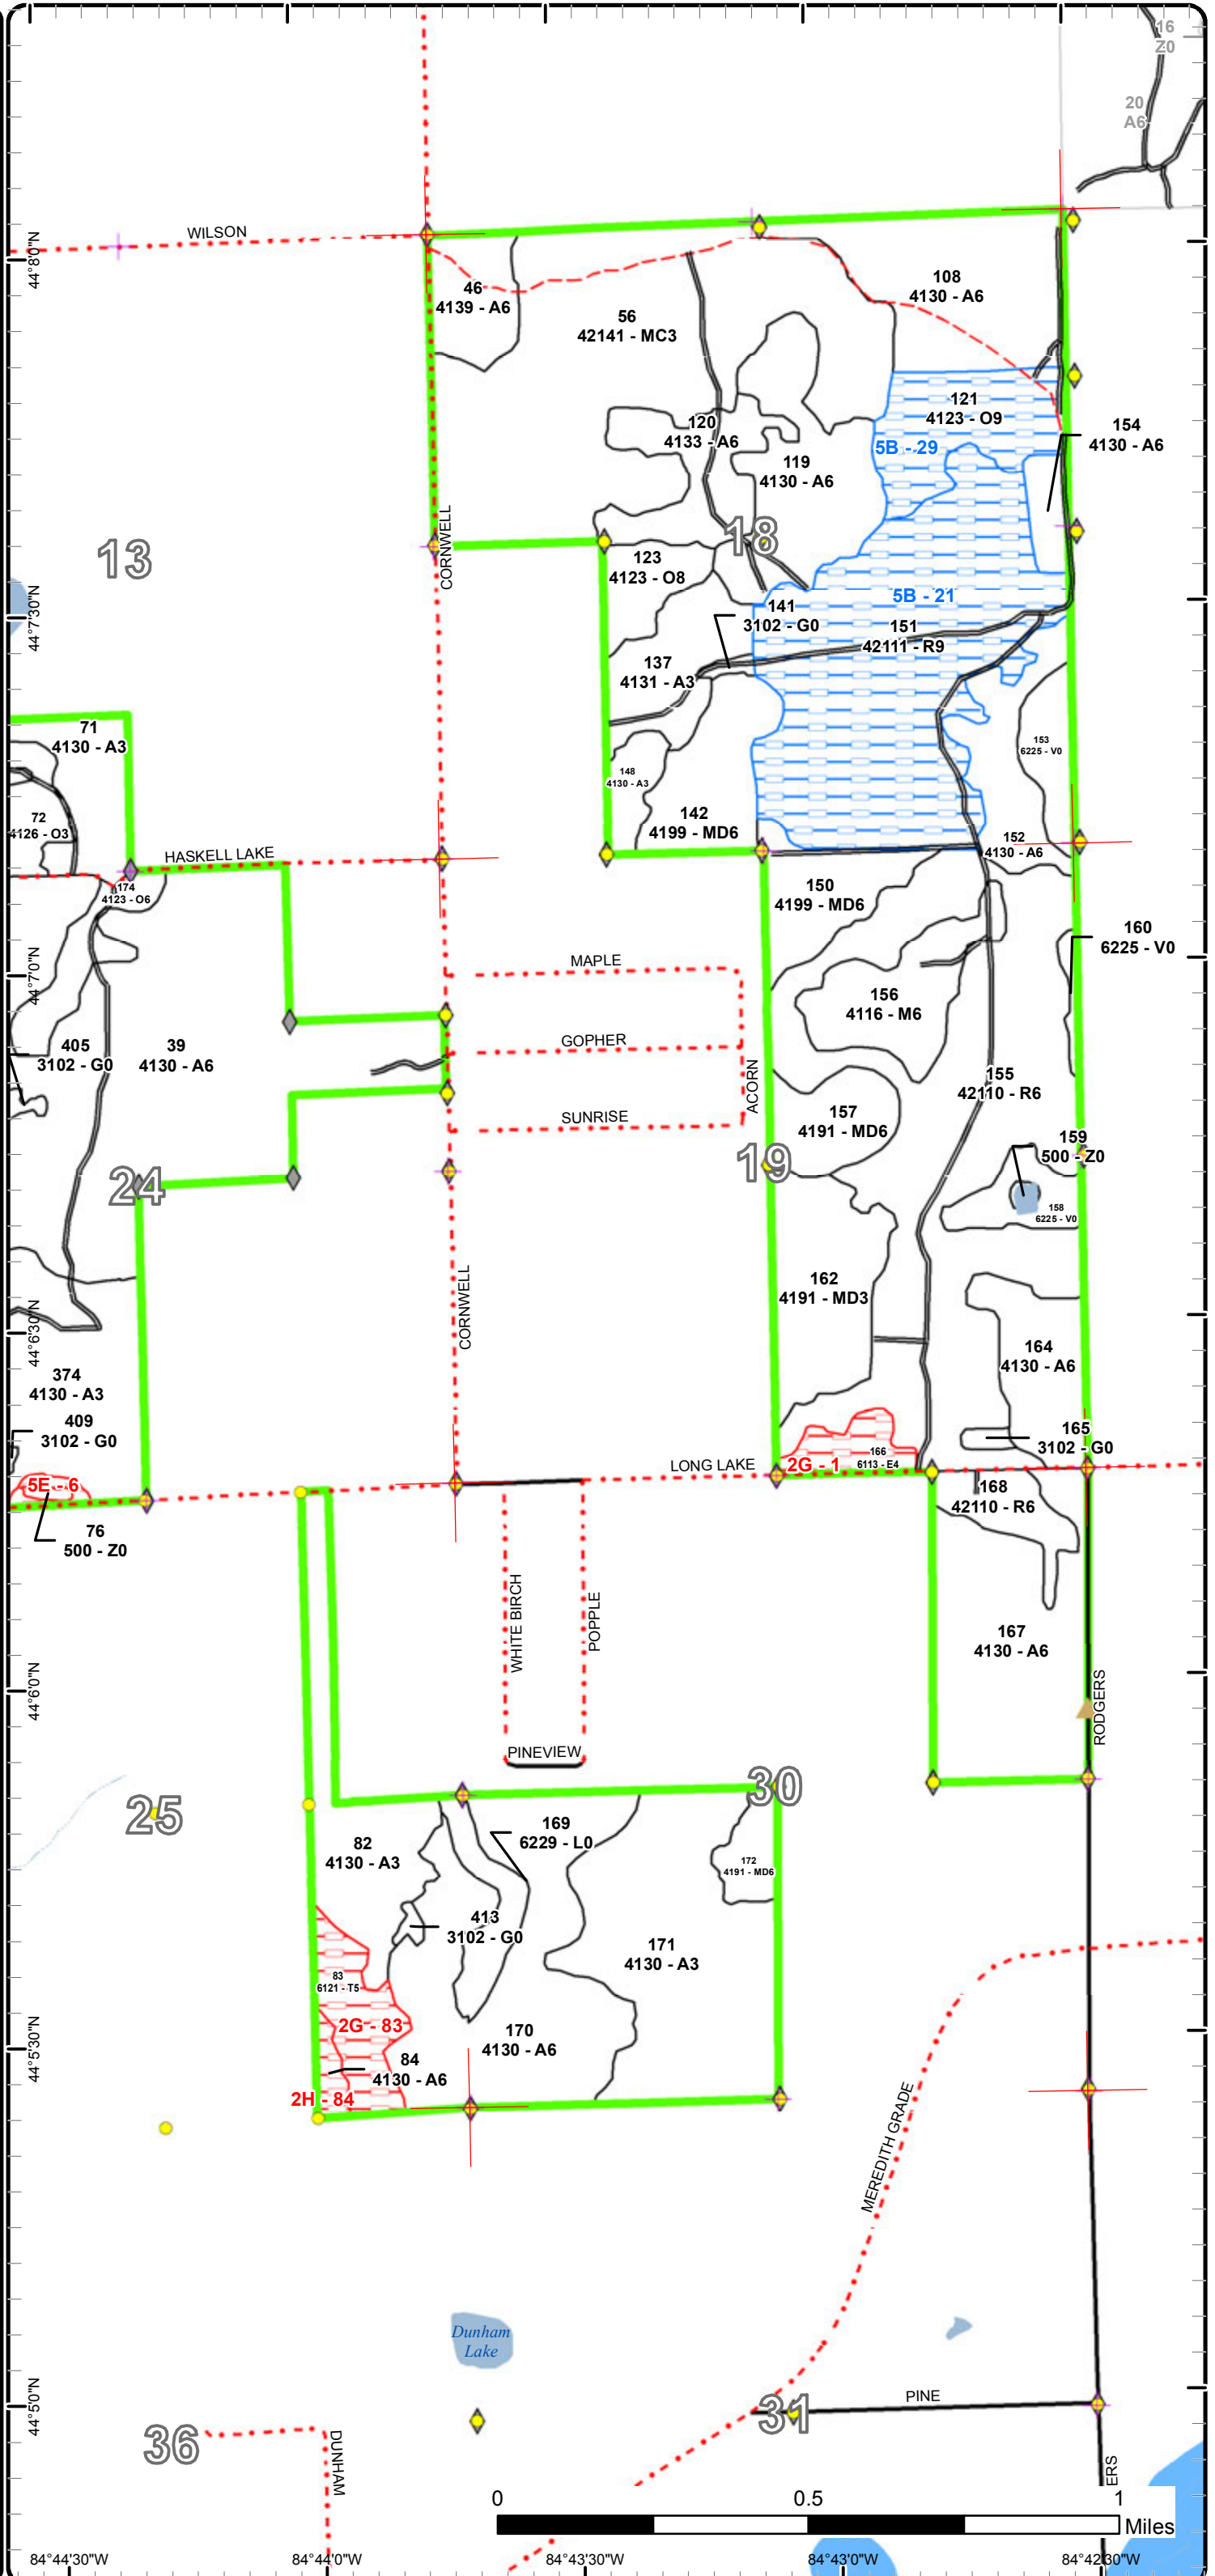 16
Z0
20
A6
WILSON
44°8'0"N
46
4139 - A6
56
42141 - MC3
108
4130 - A6
121
4123 - O9
5B - 29
154
4130 - A6
120
4133 - A6
119
4130 - A6
CORNWELL
13
18
123
4123 - O8
44°7'30"N
5B - 21
141
3102 - G0
151
42111 - R9
137
4131 - A3
71
4130 - A3
153
6225 - V0
148
4130 - A3
72
4126 - O3
142
4199 - MD6
152
4130 - A6
HASKELL LAKE
174
4123 - O6
150
4199 - MD6
160
6225 - V0
44°7'0"N
MAPLE
156
4116 - M6
405
3102 - G0
39
4130 - A6
GOPHER
ACORN
155
42110 - R6
SUNRISE
157
4191 - MD6
159
500 - Z0
19
24
158
6225 - V0
162
4191 - MD3
CORNWELL
44°6'30"N
164
4130 - A6
374
4130 - A3
409
3102 - G0
165
3102 - G0
166
6113 - E4
LONG LAKE
2G - 1
5E - 6
168
42110 - R6
76
500 - Z0
WHITE BIRCH
POPPLE
167
4130 - A6
44°6'0"N
RODGERS
PINEVIEW
30
25
169
6229 - L0
82
4130 - A3
172
4191 - MD6
413
3102 - G0
171
4130 - A3
83
6121 - T5
2G - 83
170
4130 - A6
44°5'30"N
84
4130 - A6
2H - 84
MEREDITH GRADE
Dunham
Lake
44°5'0"N
PINE
31
36
DUNHAM
ERS
0 0.5 1
Miles
84°44'30"W 84°44'0"W 84°43'30"W 84°43'0"W 84°42'30"W